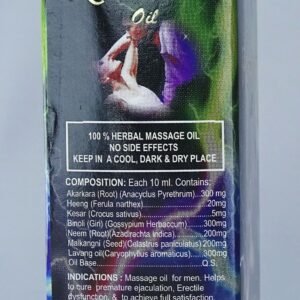 Oil
100 % HERBAL MASSAGE OIL
NO SIDE EFFECTS
KEEP IN A COOL, DARK & DRY PLACE
COMPOSITION: Each 10 ml. Contains:
Akarkara (Root) (Anacyclus Pyrethrum)..300 mg
Heeng (Ferula narthex)....................20mg
Kesar (Crocus sativus)....................5mg
Binoli (Giri) (Gossypium Herbaccum)........300mg
Neem (Root)(Azadirachta Indica)........200mg
Malkangni (Seed)(Celastrus paniculatus) 200mg
Lavang oil(Caryophyllus aromaticus)......300mg
Oil Base....................Q.S.
INDICATIONS : Massage oil for men. Helps
to cure premature ejaculation, Erectile
dysfunction, & to achieve full satisfaction